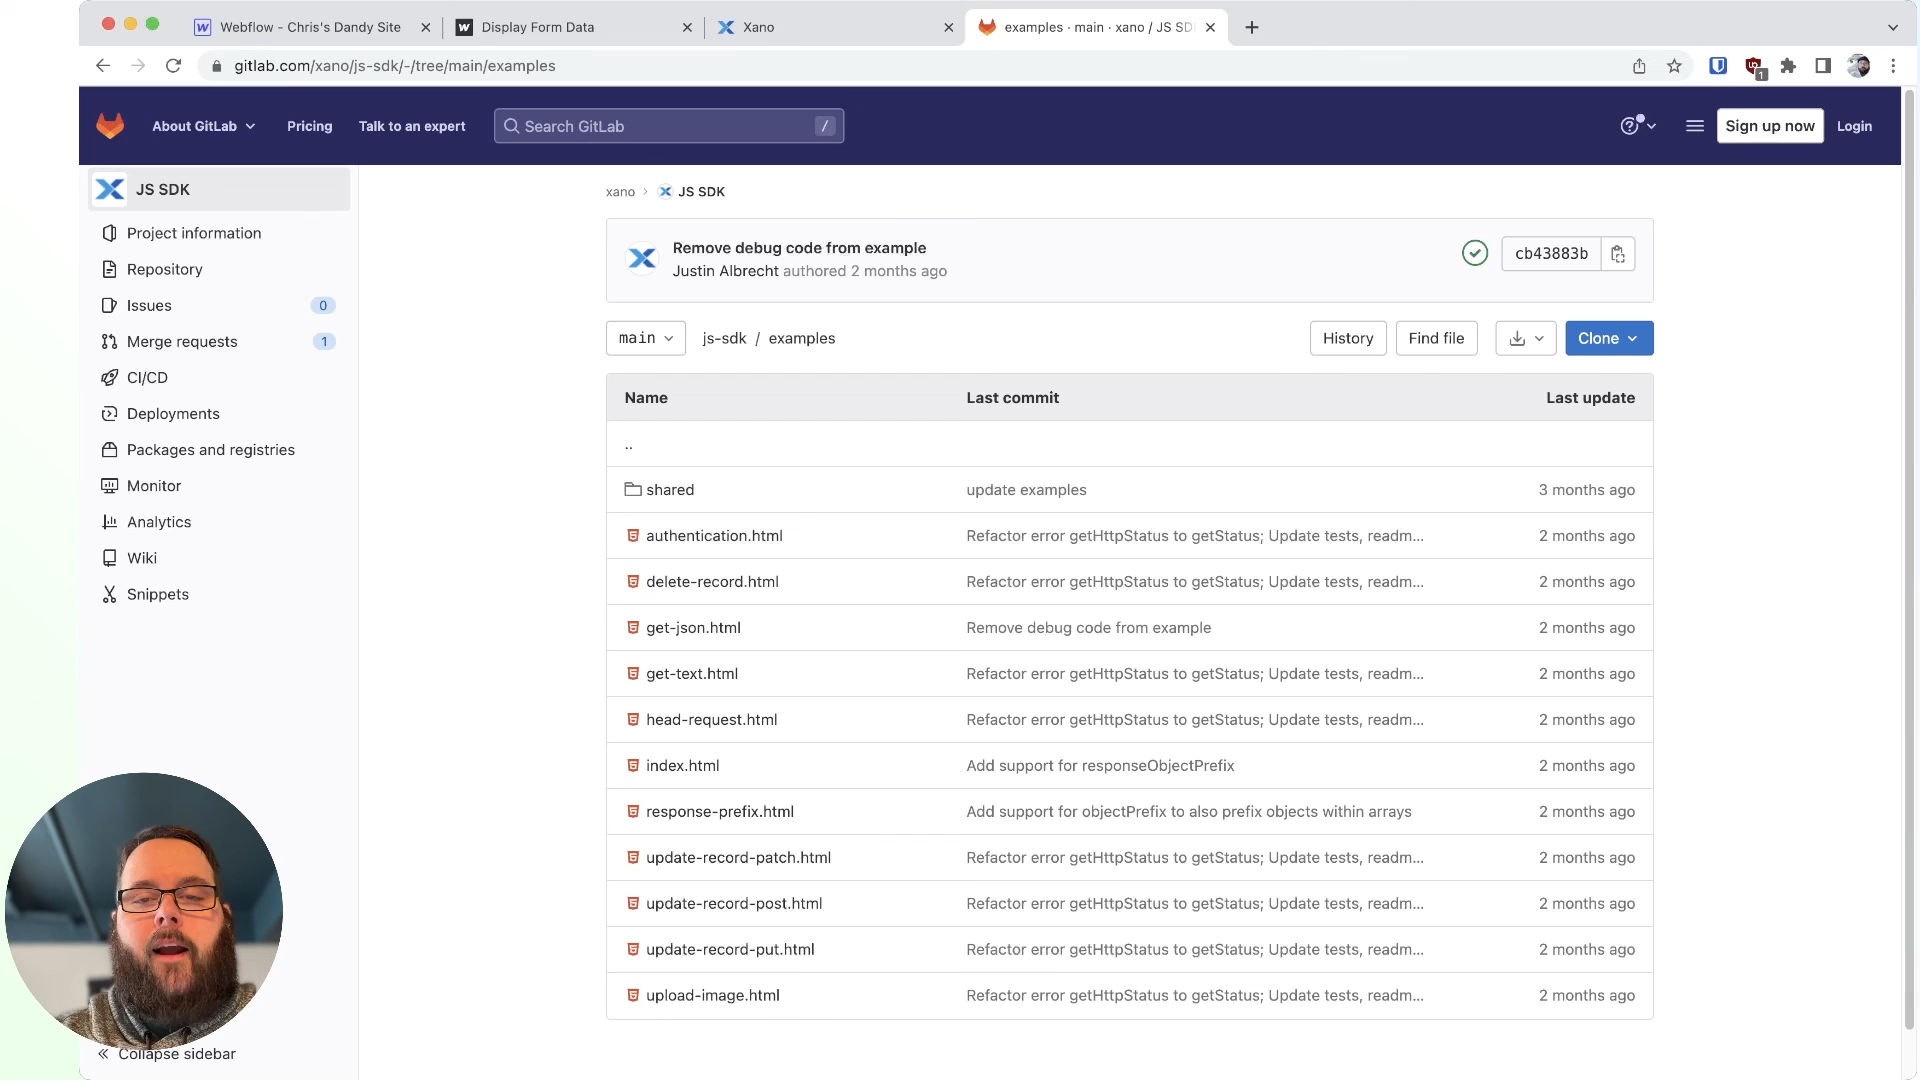 Webflow - Chris's Dandy Site
Display Form Data
Xano
examples · main · xano / JS SD
gitlab.com/xano/js-sdk/-/tree/main/examples
1
About GitLab
Pricing
Talk to an expert
Search GitLab
/
Sign up now
Login
JS SDK
Project information
Repository
Issues
0
Merge requests
1
CI/CD
Deployments
Packages and registries
Monitor
Analytics
Wiki
Snippets
Collapse sidebar
xano
JS SDK
Remove debug code from example
Justin Albrecht authored 2 months ago
cb43883b
main
js-sdk / examples
History
Find file
Clone
Name Last commit Last update
..
shared update examples 3 months ago
authentication.html Refactor error getHttpStatus to getStatus; Update tests, readm... 2 months ago
delete-record.html Refactor error getHttpStatus to getStatus; Update tests, readm... 2 months ago
get-json.html Remove debug code from example 2 months ago
get-text.html Refactor error getHttpStatus to getStatus; Update tests, readm... 2 months ago
head-request.html Refactor error getHttpStatus to getStatus; Update tests, readm... 2 months ago
index.html Add support for responseObjectPrefix 2 months ago
response-prefix.html Add support for objectPrefix to also prefix objects within arrays 2 months ago
update-record-patch.html Refactor error getHttpStatus to getStatus; Update tests, readm... 2 months ago
update-record-post.html Refactor error getHttpStatus to getStatus; Update tests, readm... 2 months ago
update-record-put.html Refactor error getHttpStatus to getStatus; Update tests, readm... 2 months ago
upload-image.html Refactor error getHttpStatus to getStatus; Update tests, readm... 2 months ago